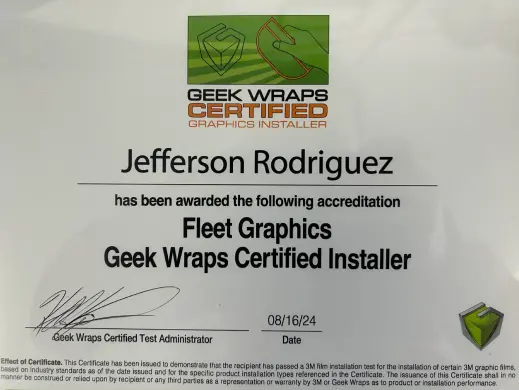 GEEK WRAPS
CERTIFIED
GRAPHICS INSTALLER
Jefferson Rodriguez
has been awarded the following accreditation
Fleet Graphics
Geek Wraps Certified Installer
08/16/24
Geek Wraps Certified Test Administrator
Date
Effect of Certificate. This Certificate has been issued to demonstrate that the recipient has passed a 3M film installation test for the installation of certain 3M graphic films,
based on industry standards as of the date issued and for the specific product installation types referenced in the Certificate. The issuance of this Certificate shall in no
manner be construed or relied upon by recipient or any third parties as a representation or warranty by 3M or Geek Wraps as to product or installation performance.